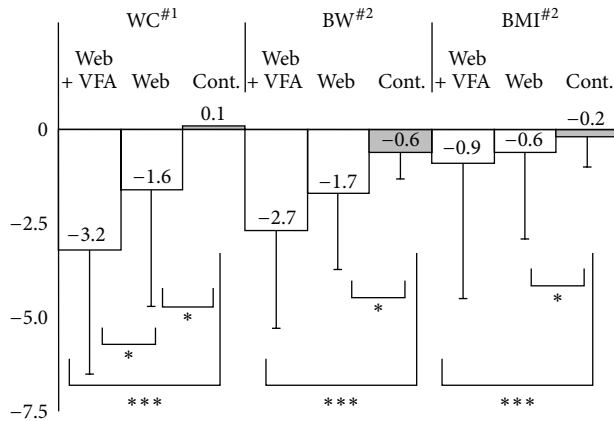 WC#1 BW#2 BMI#2
Web Web Web
+ VFA Web Cont. + VFA Web Cont. + VFA Web Cont.
0.1 −0.2
0 −0.6 −0.9 −0.6
−1.6 −1.7
−2.5 −2.7
−3.2
−5.0 * * *
*
*** *** ***
−7.5